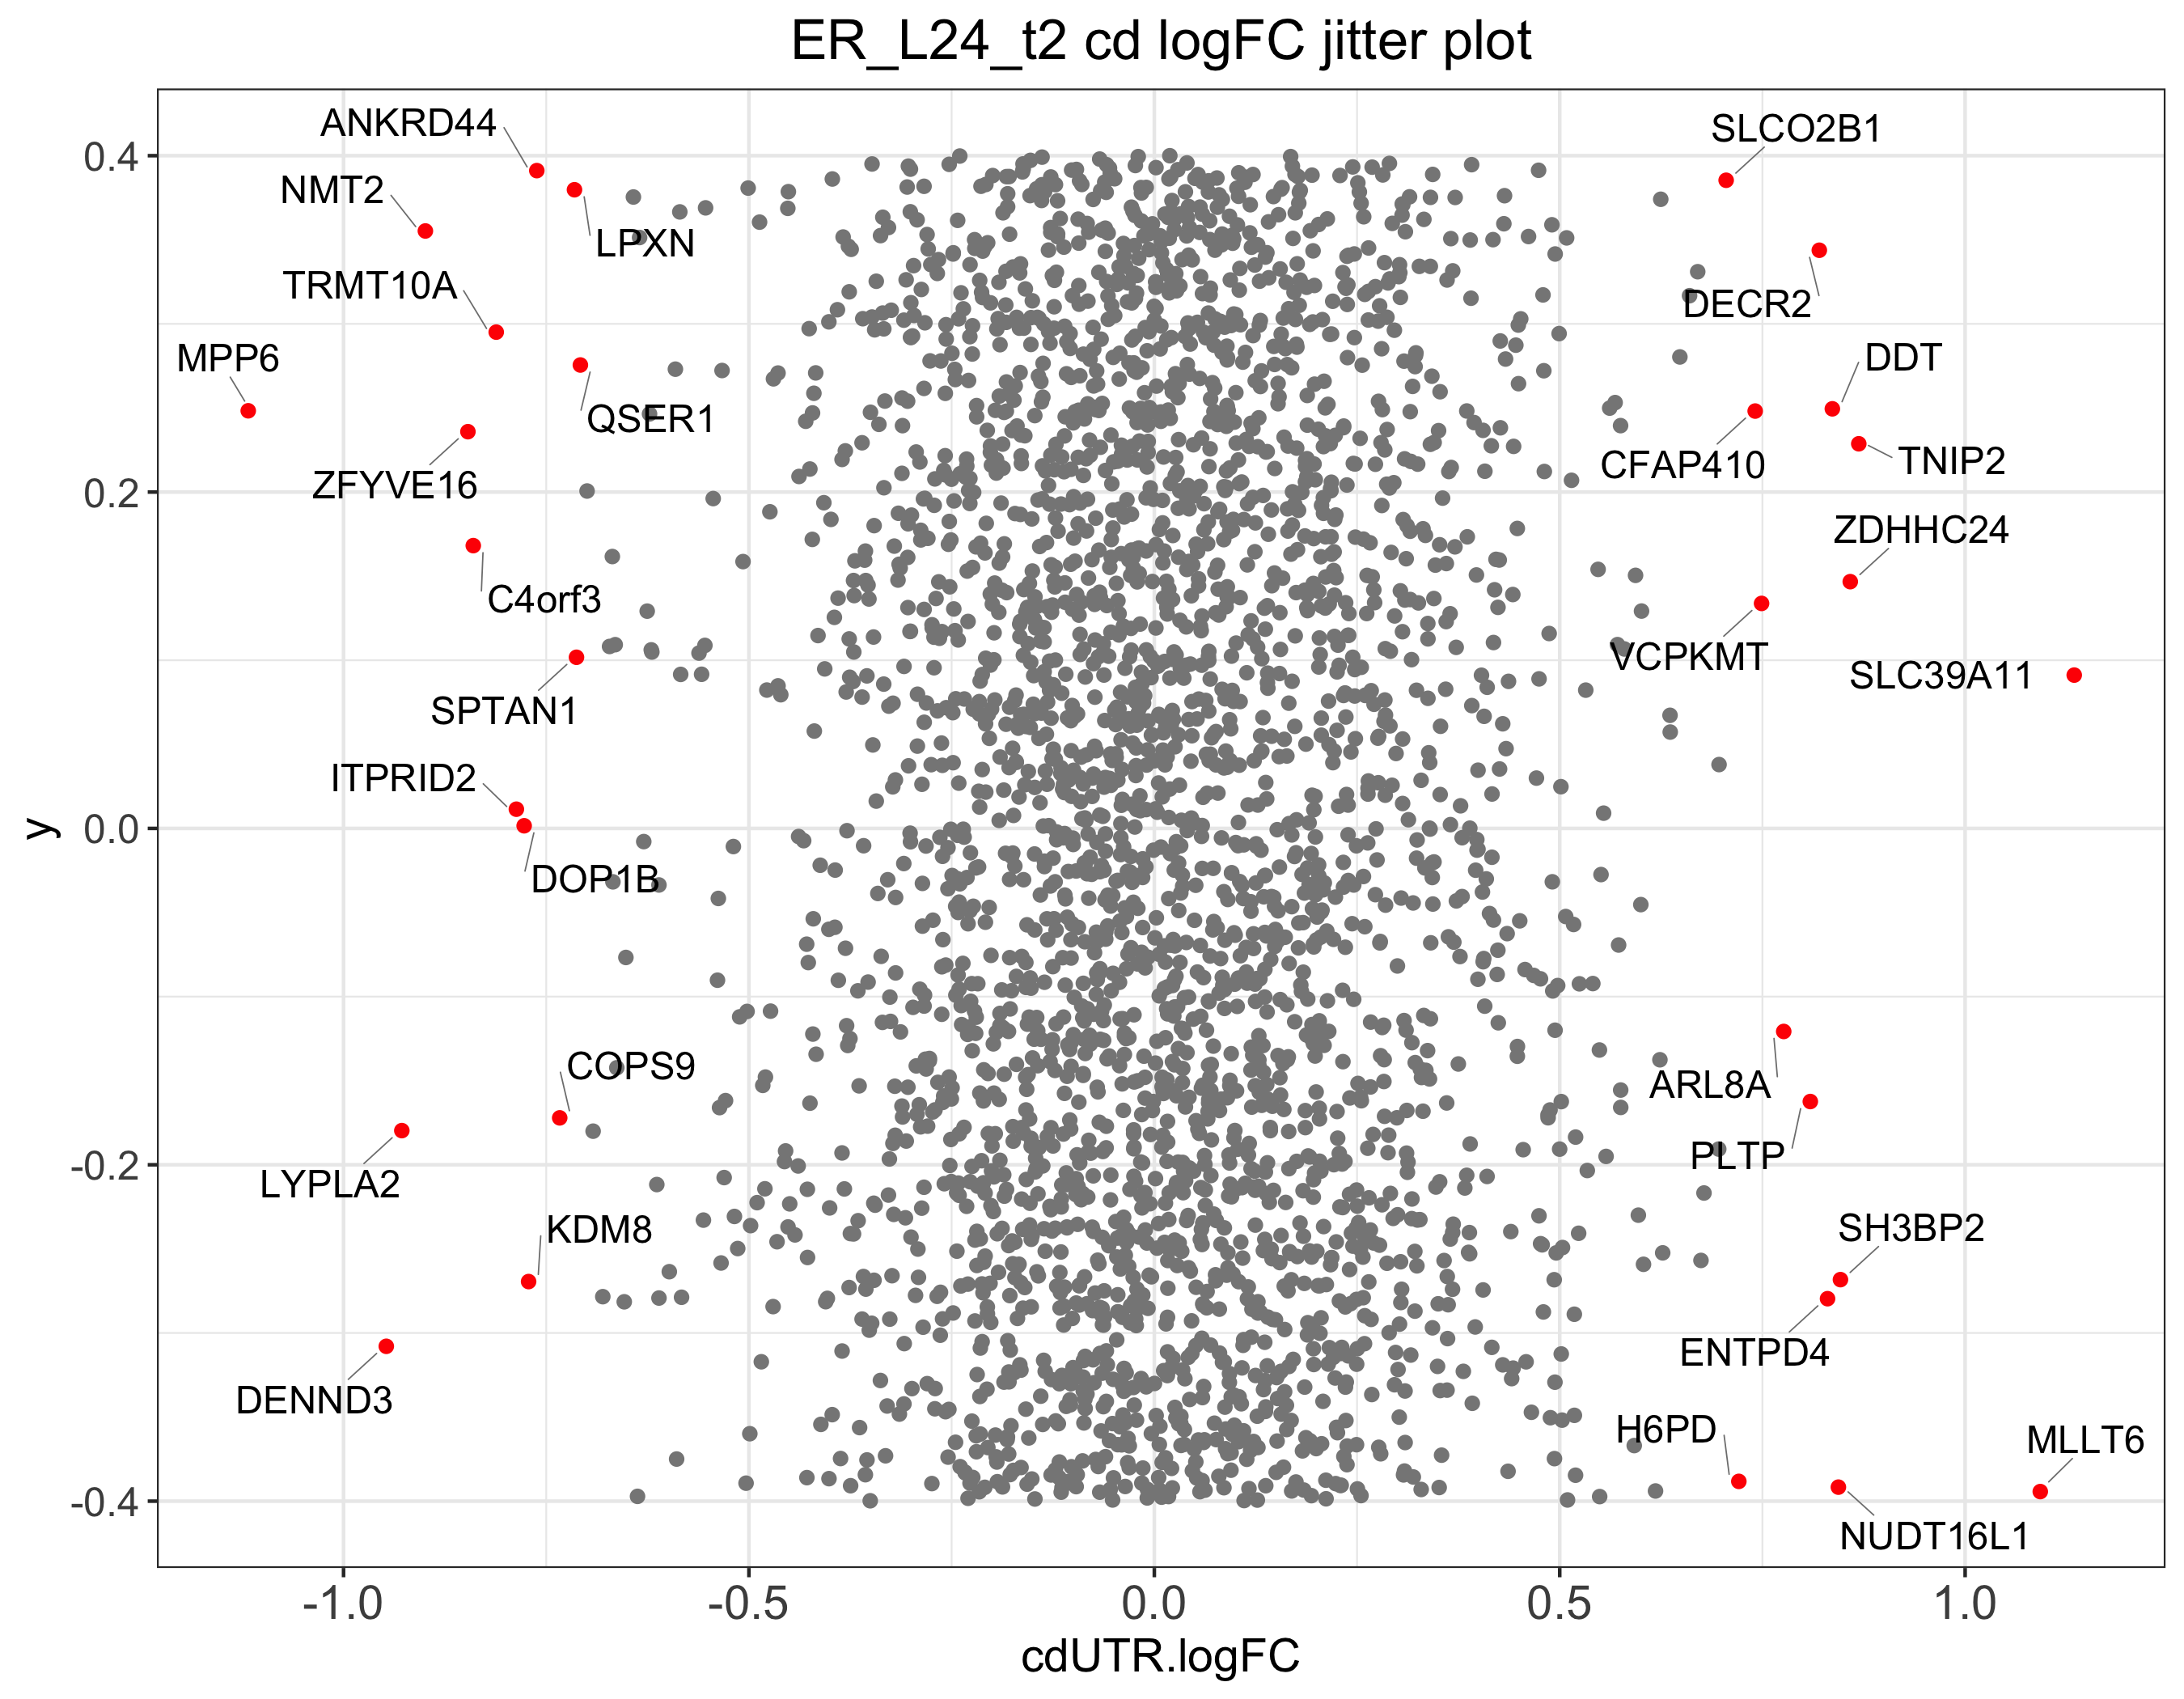 ER_L24_t2 cd logFC jitter plot
ANKRD44
SLCO2B1
0.4
NMT2
LPXN
TRMT10A
DECR2
MPP6
DDT
QSER1
CFAP410
TNIP2
ZFYVE16
0.2
ZDHHC24
C4orf3
VCPKMT
SLC39A11
SPTAN1
ITPRID2
0.0
y
DOP1B
COPS9
ARL8A
PLTP
-0.2
LYPLA2
KDM8
SH3BP2
ENTPD4
DENND3
H6PD
MLLT6
-0.4
NUDT16L1
-1.0 -0.5 0.0 0.5 1.0
cdUTR.logFC